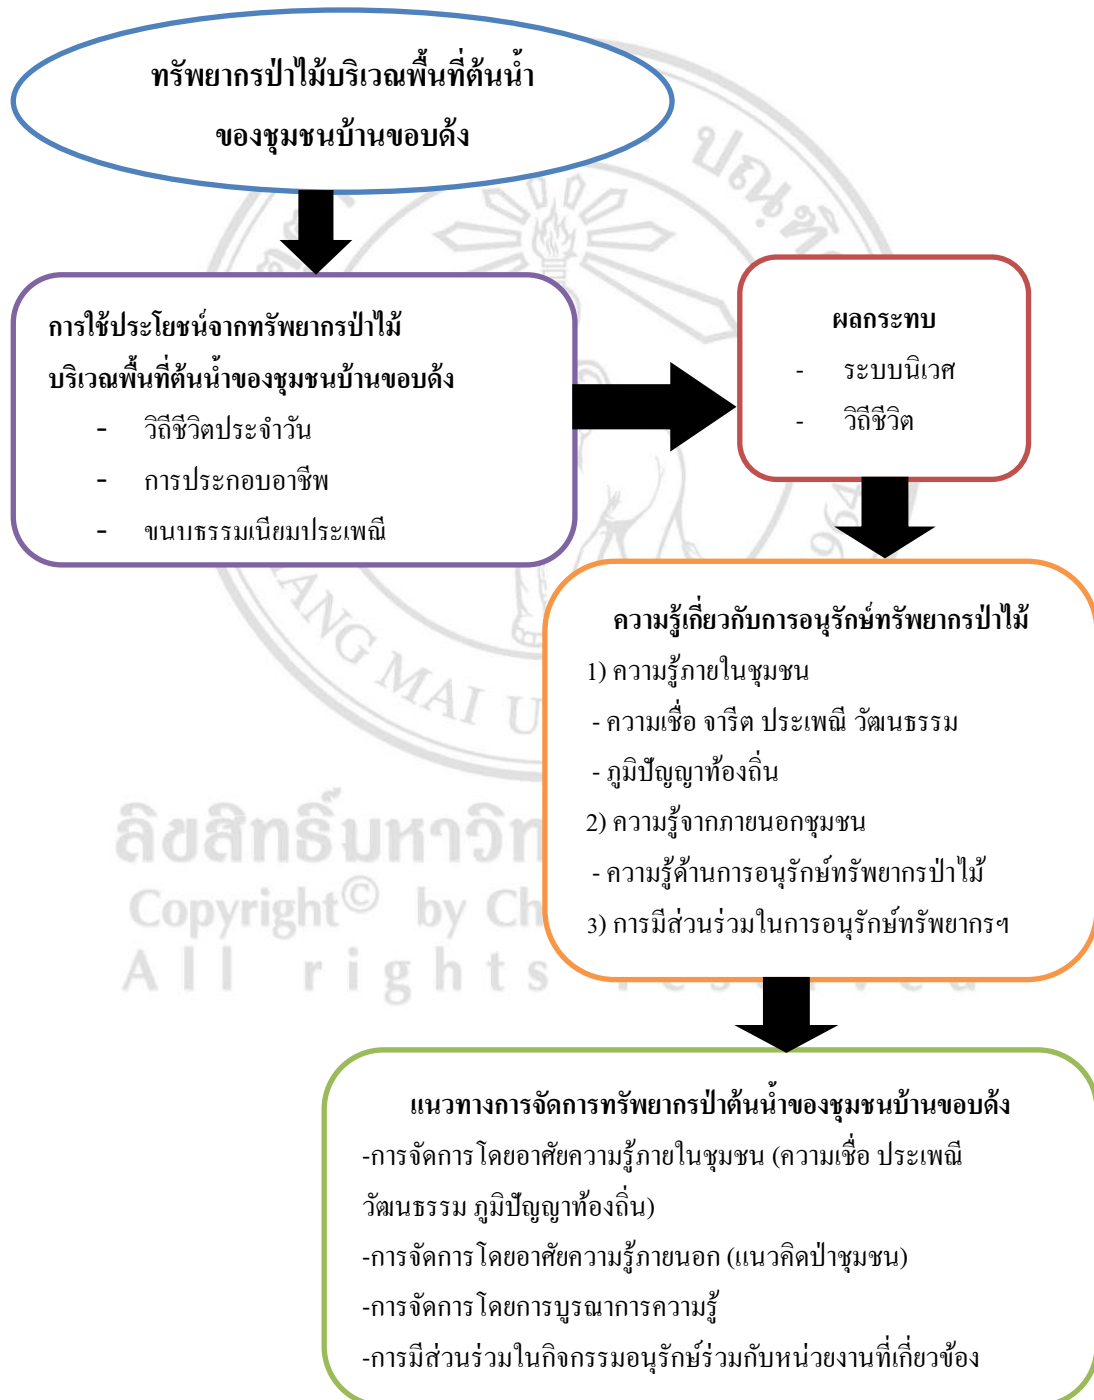 ทรัพยากรป่าไม้บริเวณพื้นที่ต้นน้ำ
ของชุมชนบ้านขอบด้ง
การใช้ประโยชน์จากทรัพยากรป่าไม้
บริเวณพื้นที่ต้นน้ำของชุมชนบ้านขอบด้ง
- วิถีชีวิตประจำวัน
- การประกอบอาชีพ
- ขนบธรรมเนียมประเพณี
ผลกระทบ
- ระบบนิเวศ
- วิถีชีวิต
ความรู้เกี่ยวกับการอนุรักษ์ทรัพยากรป่าไม้
1) ความรู้ภายในชุมชน
- ความเชื่อ จารีต ประเพณี วัฒนธรรม
- ภูมิปัญญาท้องถิ่น
2) ความรู้จากภายนอกชุมชน
- ความรู้ด้านการอนุรักษ์ทรัพยากรป่าไม้
3) การมีส่วนร่วมในการอนุรักษ์ทรัพยากรฯ
แนวทางการจัดการทรัพยากรป่าต้นน้ำของชุมชนบ้านขอบด้ง
-การจัดการโดยอาศัยความรู้ภายในชุมชน (ความเชื่อ ประเพณี
วัฒนธรรม ภูมิปัญญาท้องถิ่น)
-การจัดการโดยอาศัยความรู้ภายนอก (แนวคิดป่าชุมชน)
-การจัดการโดยการบูรณาการความรู้
-การมีส่วนร่วมในกิจกรรมอนุรักษ์ร่วมกับหน่วยงานที่เกี่ยวข้อง
ANG MAI U
ลิขสิทธิ์มหาวิท
Copyright© by Ch
All rights reserved